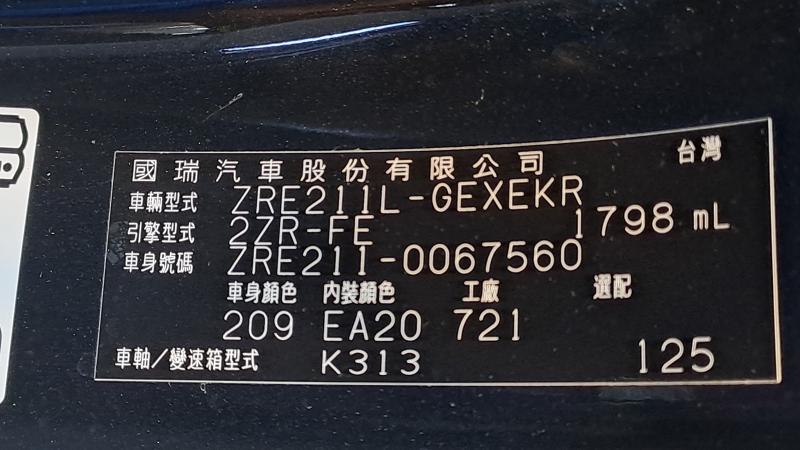 國瑞汽車股份有限公司 台灣
車輛型式 ZRE211L-GEXEKR
引擎型式 2ZR-FE 1798 mL
車身號碼 ZRE211-0067560
車身顏色 內裝顏色 工廠 選配
209 EA20 721
車軸/變速箱型式 K313 125